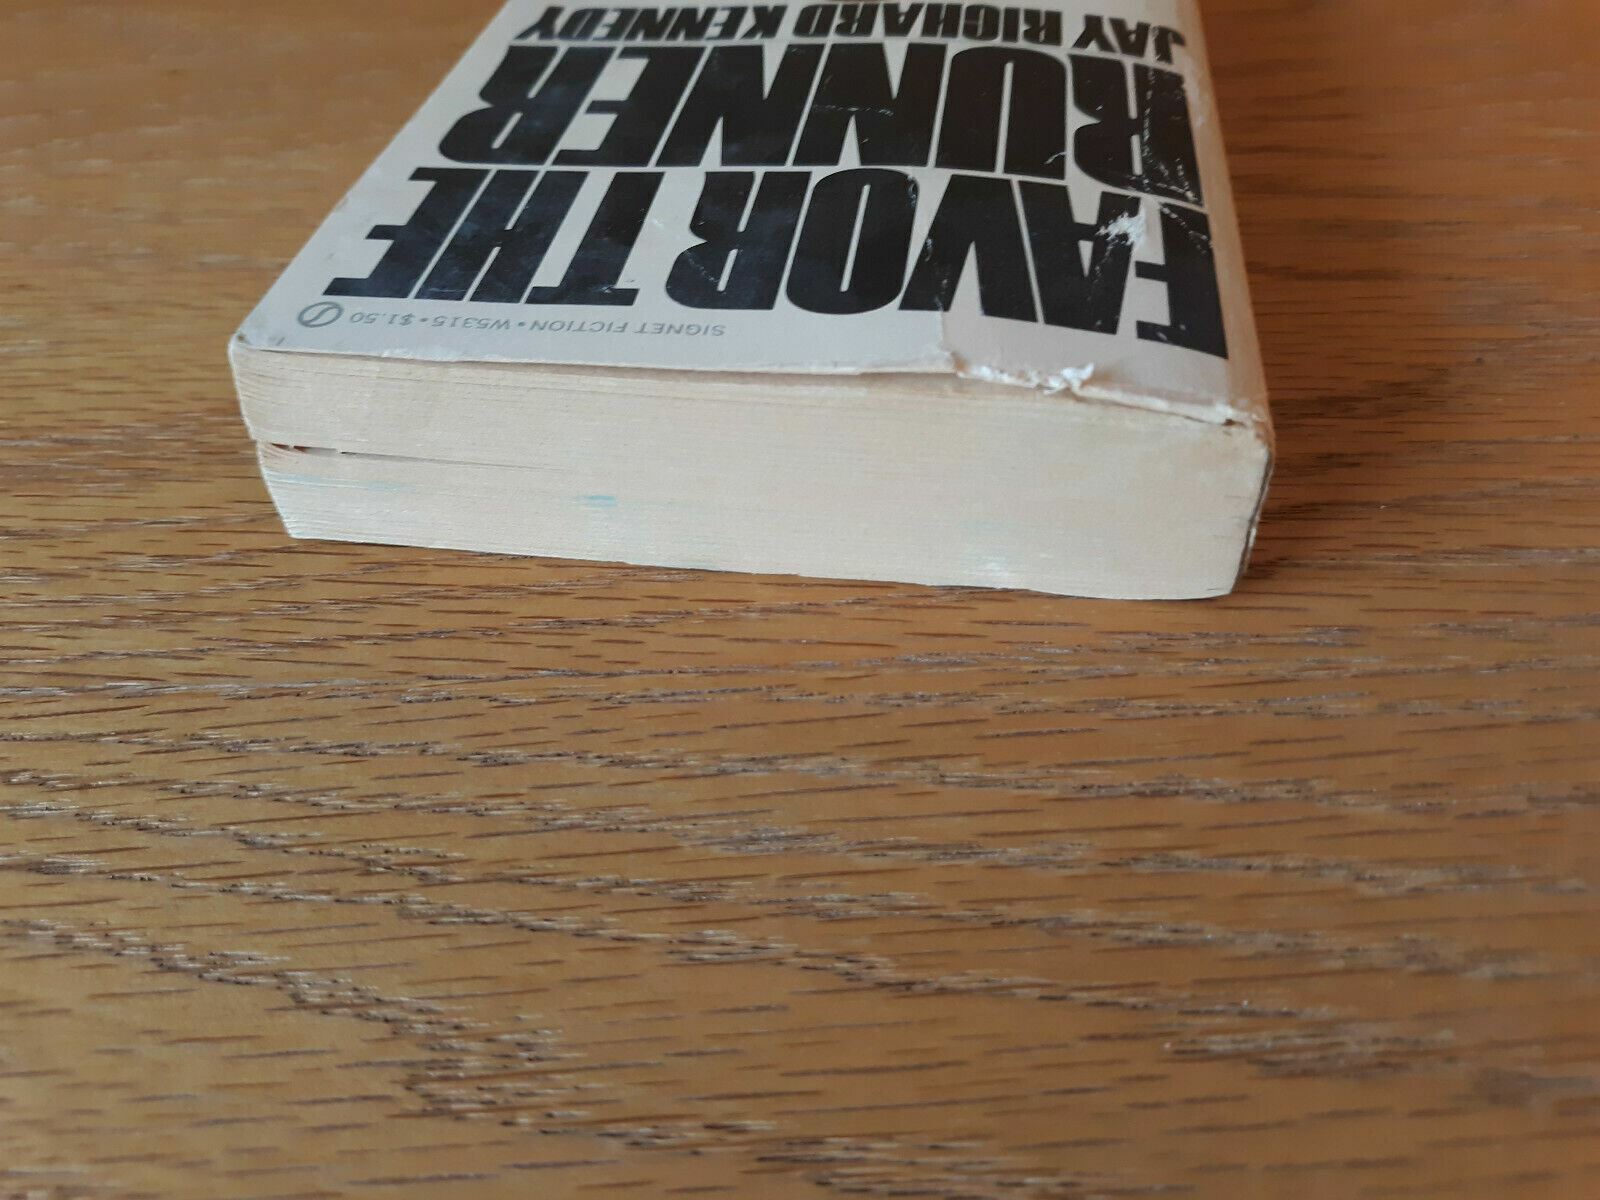 SIGNET FICTION • W5315 • $1.50
FAVOR THE
RUNNER
JAY RICHARD KENNEDY